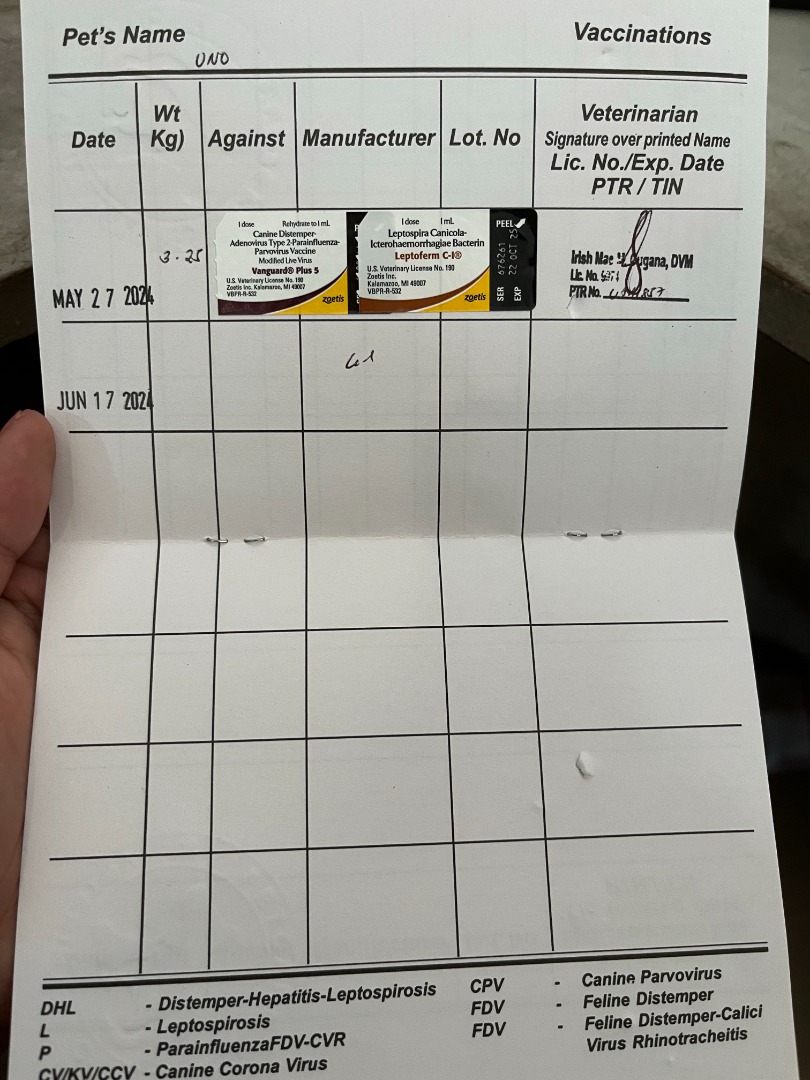 Pet's Name
UNO
Vaccinations
Date
Wt
Kg)
Against
Manufacturer
Lot. No
Veterinarian
Signature over printed Name
Lic. No./Exp. Date
PTR / TIN
MAY 27 2024
3.25
1 dose Rehydrate to 1 mL
Canine Distemper-
Adenovirus Type 2-Parainfluenza-
Parvovirus Vaccine
Modified Live Virus
Vanguard® Plus 5
U.S. Veterinary License No. 190
Zoetis Inc. Kalamazoo, MI 49007
VBPR-R-532
zoetis
1 dose 1 mL
Leptospira Canicola-
Icterohaemorrhagiae Bacterin
Leptoferm C-I®
U.S. Veterinary License No. 190
Zoetis Inc.
Kalamazoo, MI 49007
VBPR-R-532
zoetis
PEEL
SER 676261
EXP 22 OCT 25
Irish Mae DVM
Lic. No.
PTR No.
JUN 17 2024
DHL - Distemper-Hepatitis-Leptospirosis
L - Leptospirosis
P - ParainfluenzaFDV-CVR
CV/KV/CCV - Canine Corona Virus
CPV - Canine Parvovirus
FDV - Feline Distemper
FDV - Feline Distemper-Calici
Virus Rhinotracheitis